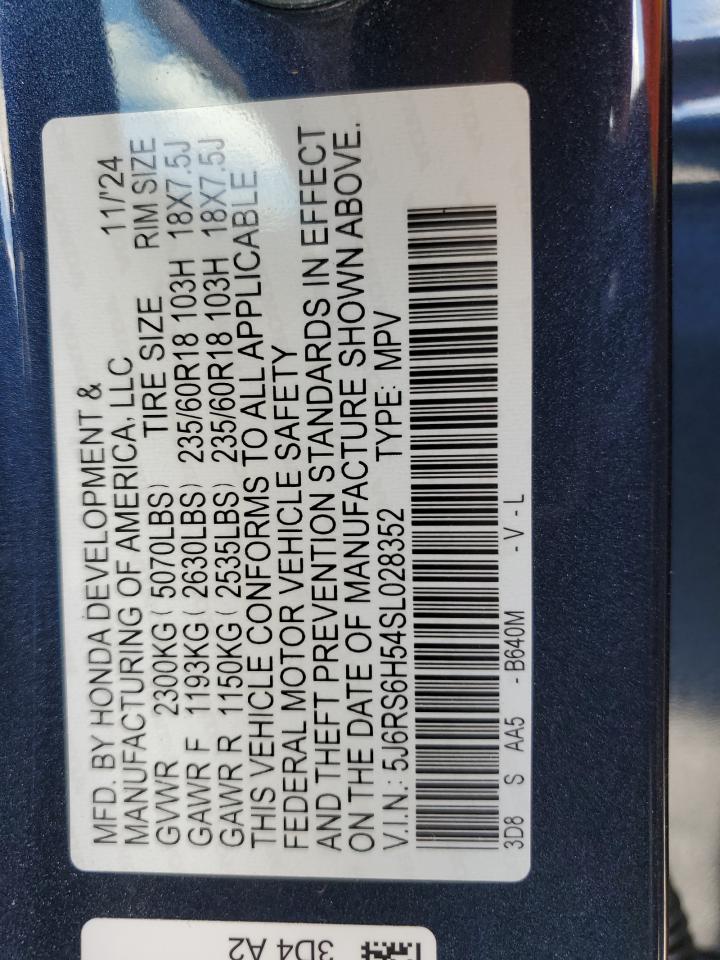 MFD. BY HONDA DEVELOPMENT &
MANUFACTURING OF AMERICA, LLC 11/'24
GVWR 2300KG ( 5070LBS) TIRE SIZE RIM SIZE
GAWR F 1193KG ( 2630LBS) 235/60R18 103H 18X7.5J
GAWR R 1150KG ( 2535LBS) 235/60R18 103H 18X7.5J
THIS VEHICLE CONFORMS TO ALL APPLICABLE
FEDERAL MOTOR VEHICLE SAFETY
AND THEFT PREVENTION STANDARDS IN EFFECT
ON THE DATE OF MANUFACTURE SHOWN ABOVE.
V.I.N.: 5J6RS6H54SL028352 TYPE: MPV
3D8 S AA5 -B640M -V-L
3D4 A2